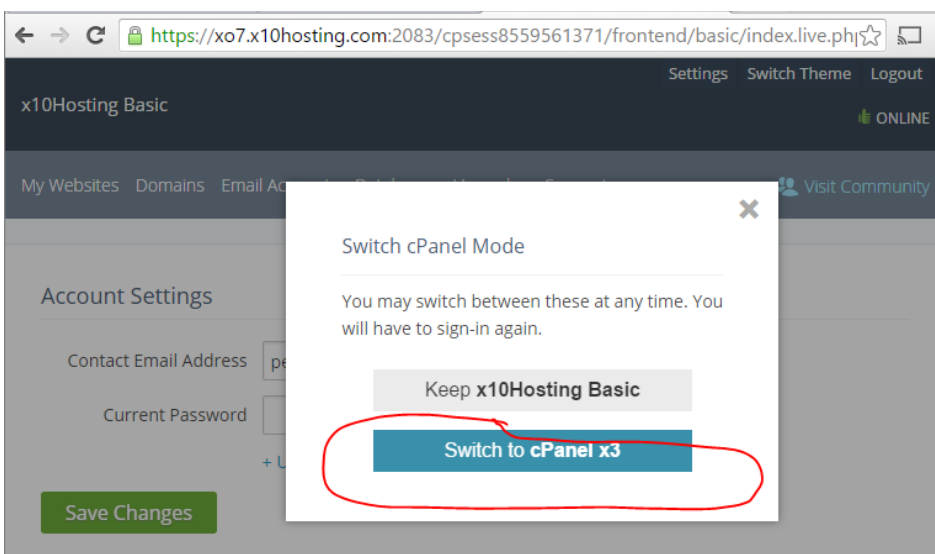 https://xo7.x10hosting.com:2083/cpsess8559561371/frontend/basic/index.live.ph
Settings Switch Theme Logout
x10Hosting Basic
ONLINE
My Websites Domains Email
Visit Community
Switch cPanel Mode
Account Settings
You may switch between these at any time. You
will have to sign-in again.
Contact Email Address pe
Keep x10Hosting Basic
Current Password
Switch to cPanel x3
+ U
Save Changes